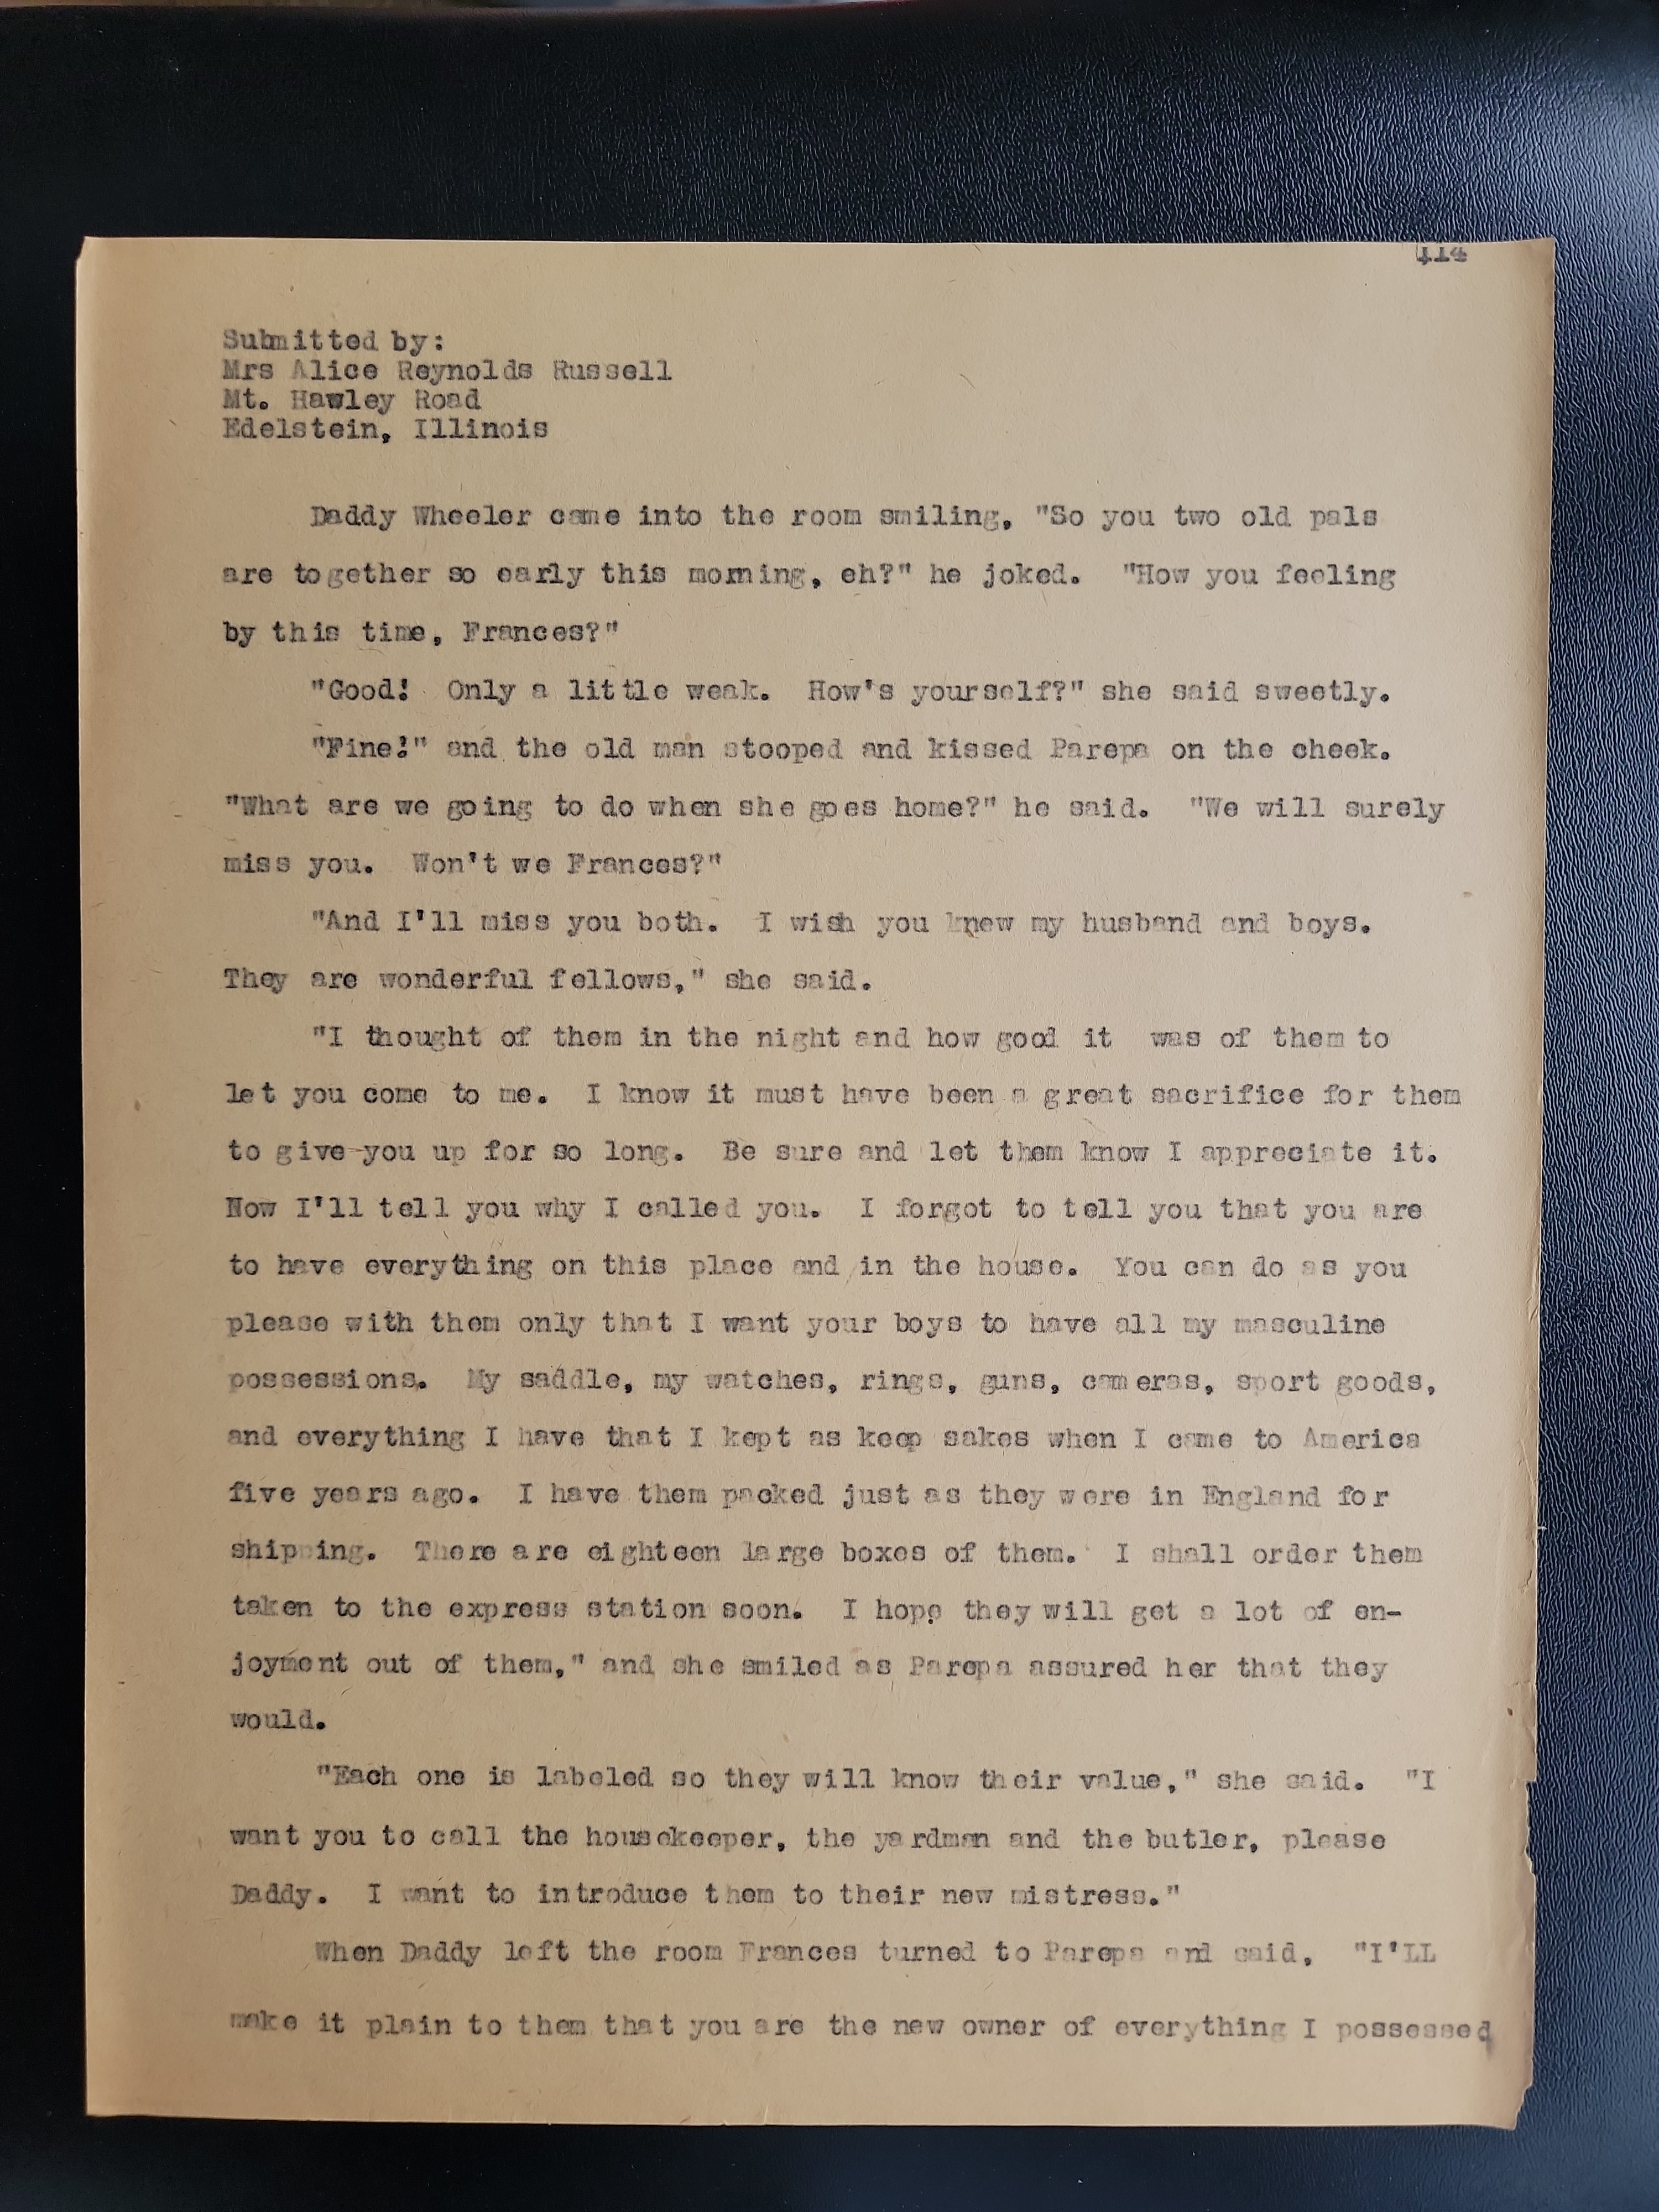 114
Submitted by:
Mrs Alice Reynolds Russell
Mt. Hawley Road
Edelstein, Illinois
Daddy Wheeler came into the room smiling, "So you two old pals
are together so early this morning, eh?" he joked.  "How you feeling
by this time, Frances?"
"Good!  Only a little weak.  How's yourself?" she said sweetly.
"Fine!" and the old man stooped and kissed Parepa on the cheek.
"What are we going to do when she goes home?" he said.  "We will surely
miss you.  Won't we Frances?"
"And I'll miss you both.  I wish you knew my husband and boys.
They are wonderful fellows," she said.
"I thought of them in the night and how good it  was of them to
let you come to me.  I know it must have been a great sacrifice for them
to give you up for so long.  Be sure and let them know I appreciate it.
Now I'll tell you why I called you.  I forgot to tell you that you are
to have everything on this place and in the house.  You can do as you
please with them only that I want your boys to have all my masculine
possessions.  My saddle, my watches, rings, guns, cameras, sport goods,
and everything I have that I kept as keep sakes when I came to America
five years ago.  I have them packed just as they were in England for
shipping.  There are eighteen large boxes of them.  I shall order them
taken to the express station soon.  I hope they will get a lot of en-
joyment out of them," and she smiled as Parepa assured her that they
would.
"Each one is labeled so they will know their value," she said.  "I
want you to call the housekeeper, the yardman and the butler, please
Daddy.  I want to introduce them to their new mistress."
When Daddy left the room Frances turned to Parepa and said,  "I'LL
make it plain to them that you are the new owner of everything I possessed